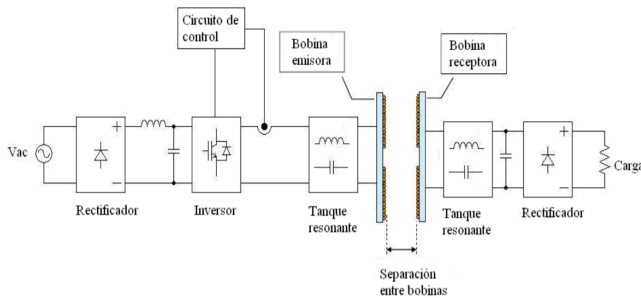 Circuito de
control
Bobina
emisora
Bobina
receptora
Vac
+
−
+
−
Carga
Rectificador
Inversor
Tanque
resonante
Tanque
resonante
Rectificador
Separación
entre bobinas